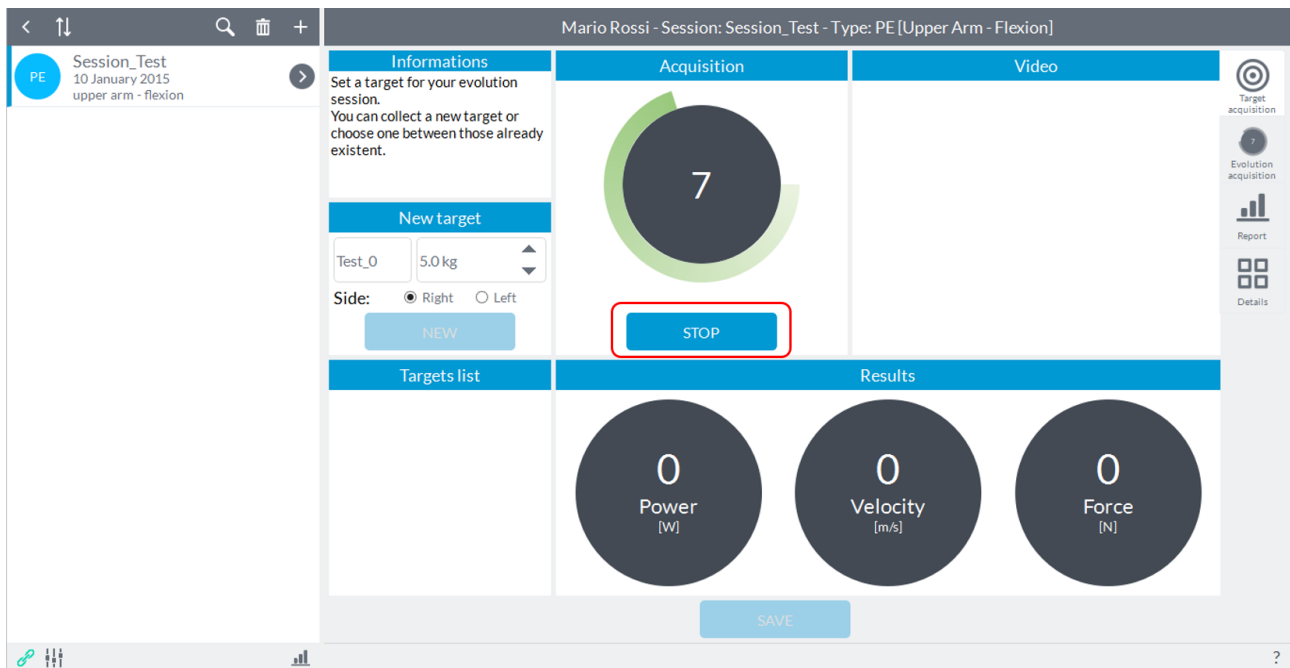 Mario Rossi - Session: Session_Test - Type: PE [Upper Arm - Flexion]
PE
Session_Test
10 January 2015
upper arm - flexion
Informations
Set a target for your evolution
session.
You can collect a new target or
choose one between those already
existent.
New target
Test_0
5.0 kg
Side:
Right
Left
NEW
Targets list
Acquisition
7
STOP
Video
Results
0
Power
[W]
0
Velocity
[m/s]
0
Force
[N]
SAVE
Target
acquisition
7
Evolution
acquisition
Report
Details
?